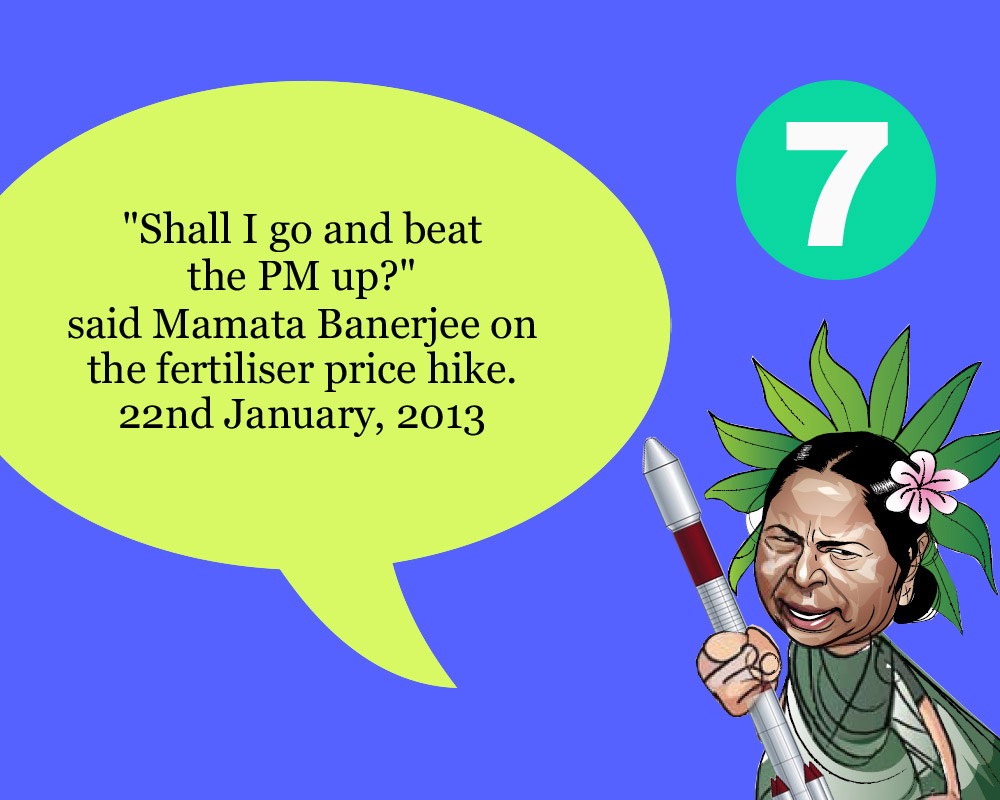 "Shall I go and beat
the PM up?"
said Mamata Banerjee on
the fertiliser price hike.
22nd January, 2013
7